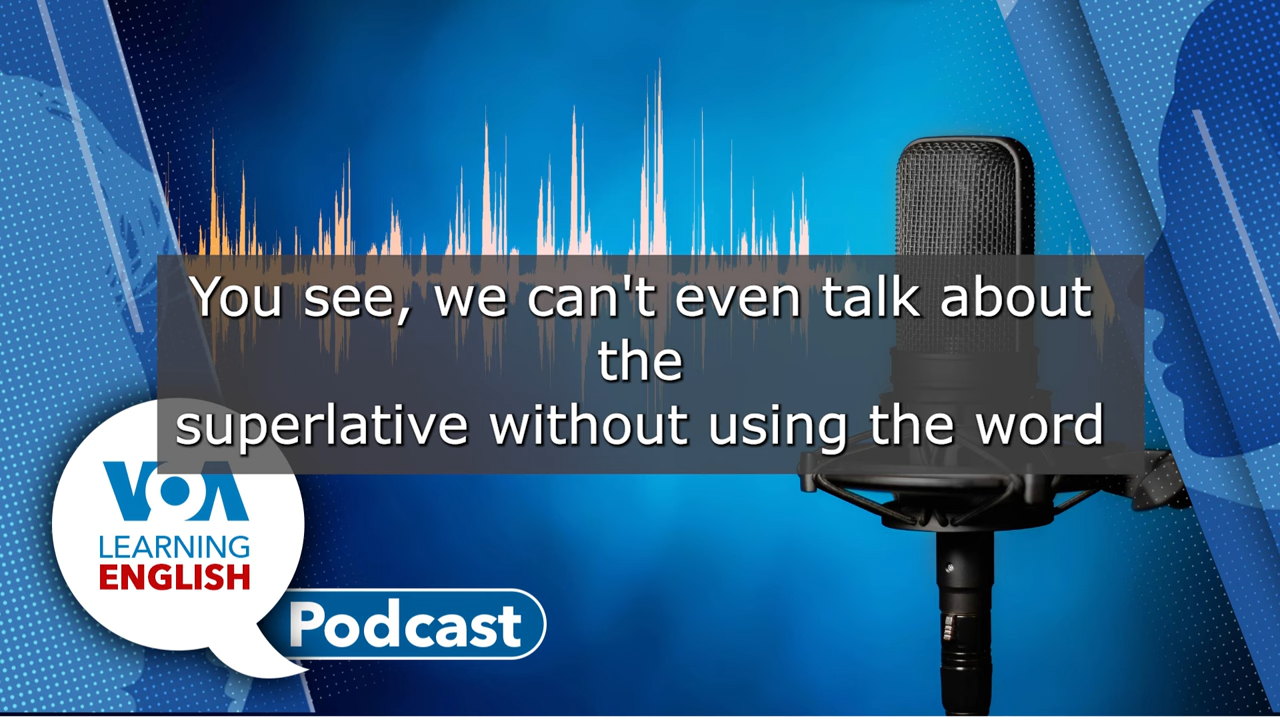 You see, we can't even talk about
the
superlative without using the word
VOA
LEARNING
ENGLISH
Podcast